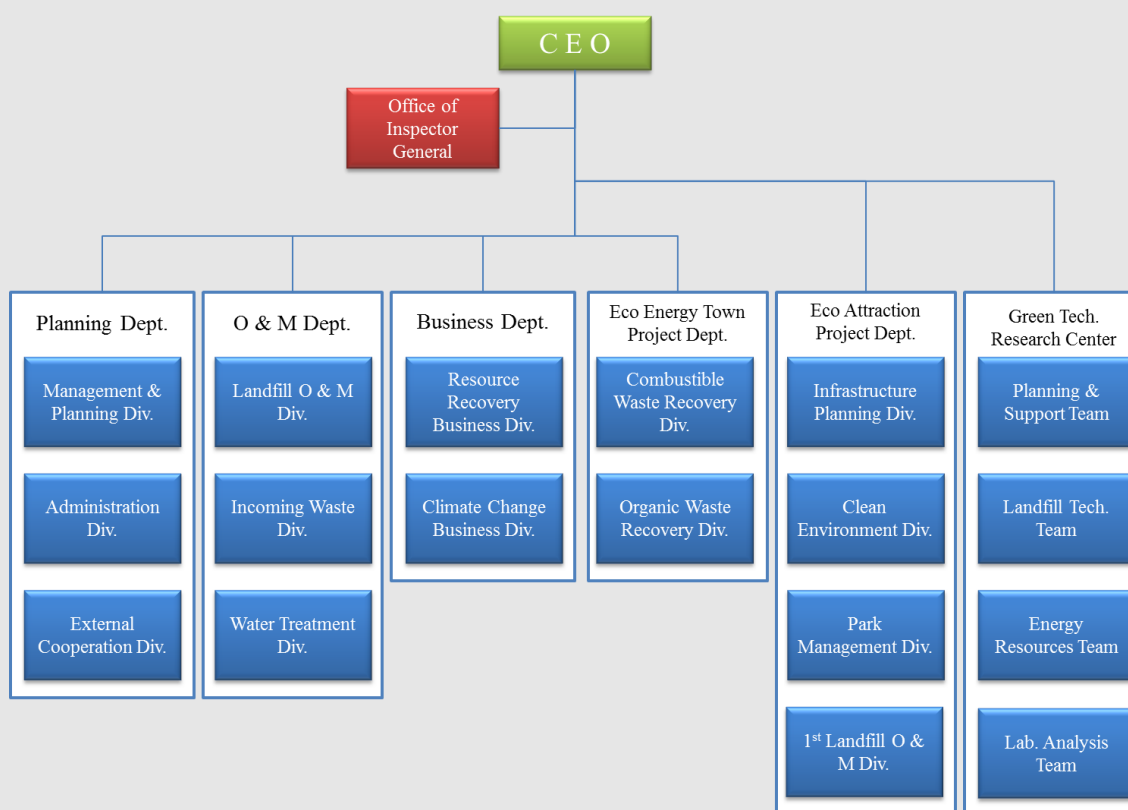 C E O
Office of
Inspector
General
Planning Dept.
Management &
Planning Div.
Administration
Div.
External
Cooperation Div.
O & M Dept.
Landfill O & M
Div.
Incoming Waste
Div.
Water Treatment
Div.
Business Dept.
Resource
Recovery
Business Div.
Climate Change
Business Div.
Eco Energy Town
Project Dept.
Combustible
Waste Recovery
Div.
Organic Waste
Recovery Div.
Eco Attraction
Project Dept.
Infrastructure
Planning Div.
Clean
Environment Div.
Park
Management Div.
1st Landfill O &
M Div.
Green Tech.
Research Center
Planning &
Support Team
Landfill Tech.
Team
Energy
Resources Team
Lab. Analysis
Team